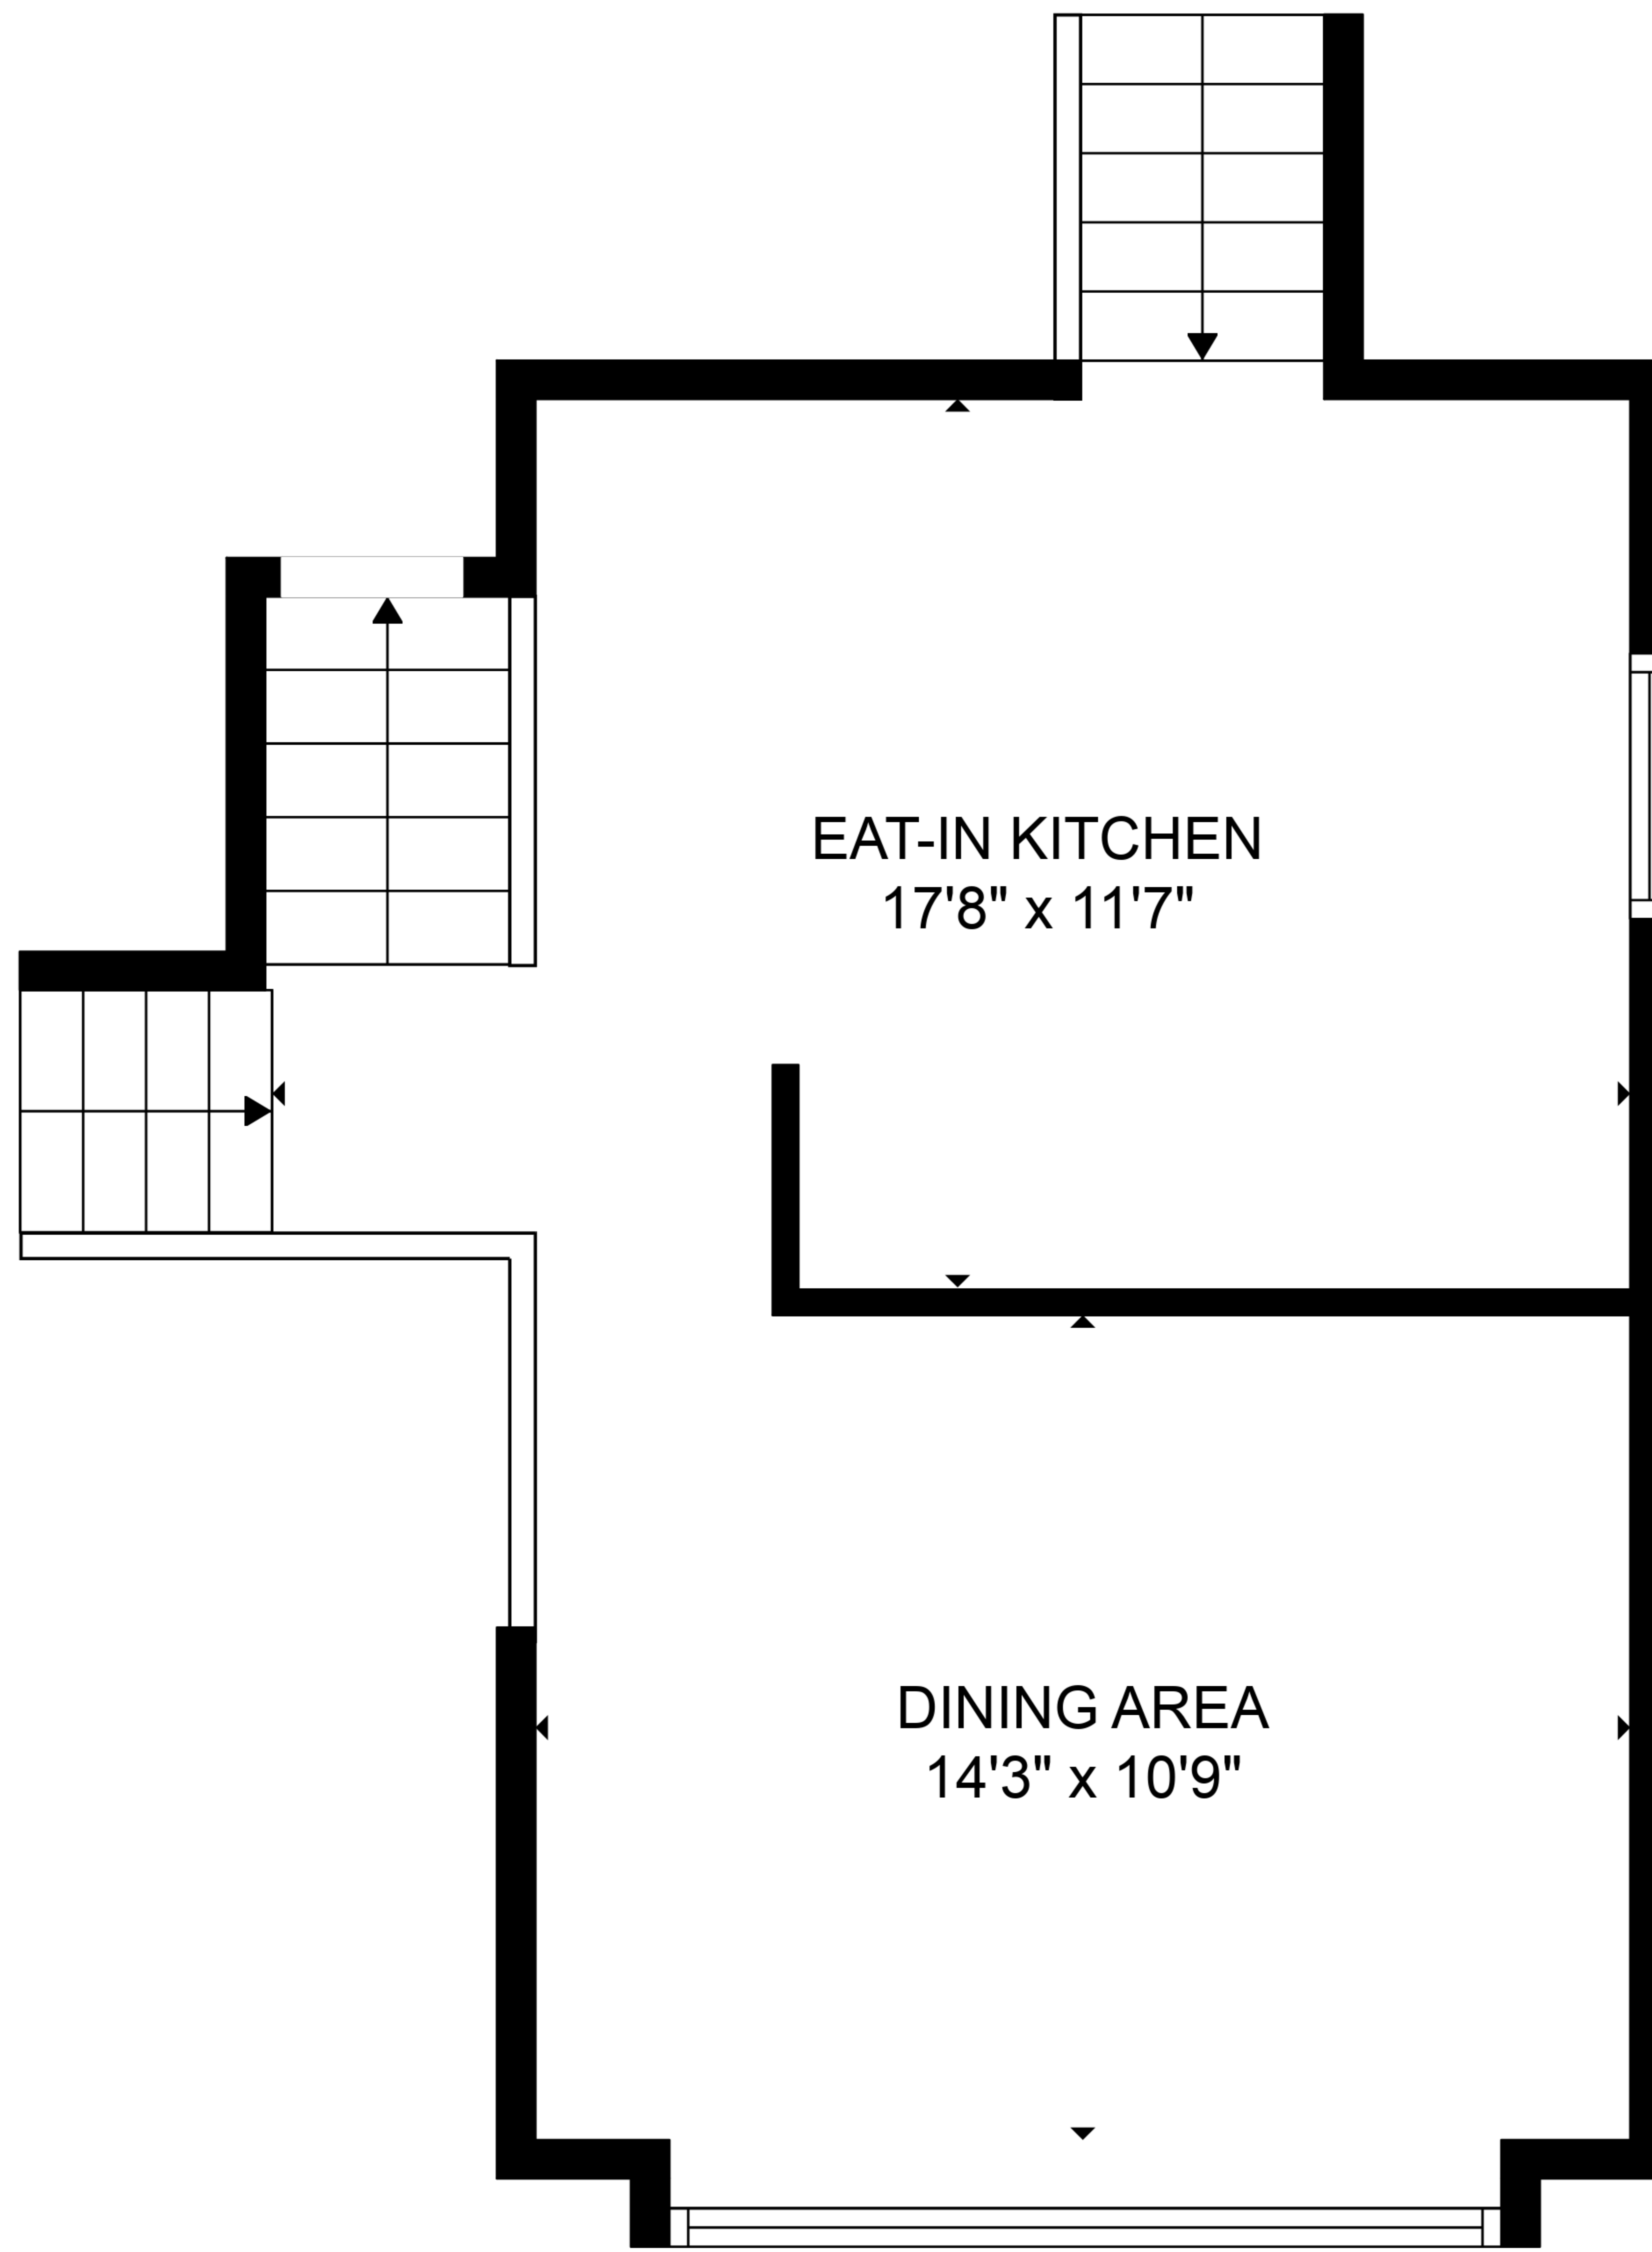 EAT-IN KITCHEN
17'8" x 11'7"
DINING AREA
14'3" x 10'9"